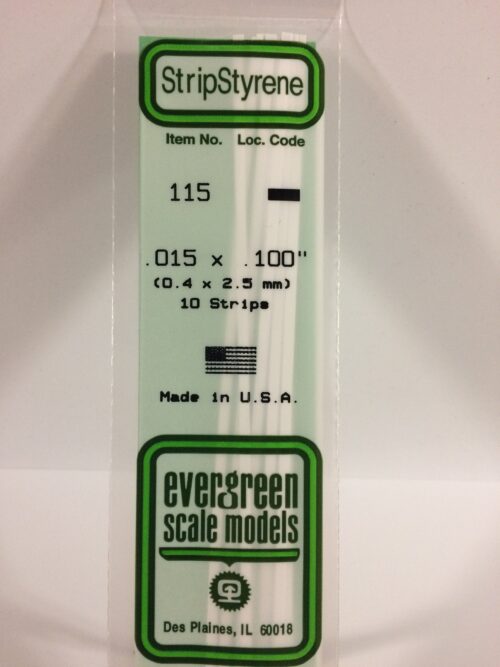 StripStyrene
Item No. Loc. Code
115
.015 x .100"
(0.4 x 2.5 mm)
10 Strips
Made in U.S.A.
evergreen
scale models
Des Plaines, IL 60018